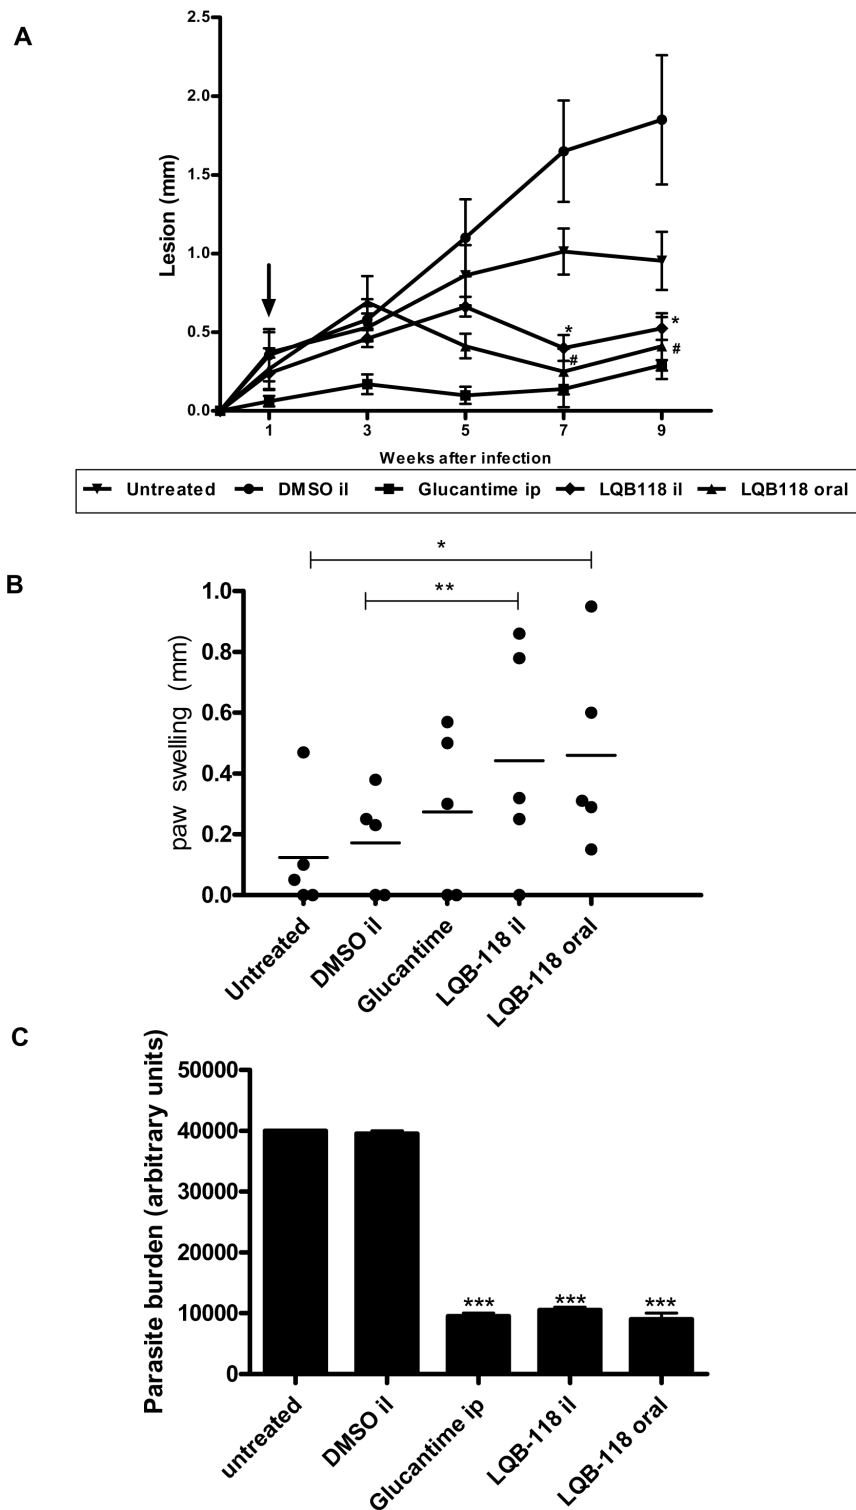 A
2.5
2.0
1.5
1.0
0.5
0.0
Lesion (mm)
*
#
*
#
1 3 5 7 9
Weeks after infection
Untreated DMSO il Glucantime ip LQB118 il LQB118 oral
B
*
**
1.0
0.8
0.6
0.4
0.2
0.0
paw swelling (mm)
Untreated
DMSO il
Glucantime
LQB-118 il
LQB-118 oral
C
50000
40000
30000
20000
10000
0
Parasite burden (arbitrary units)
*** *** ***
untreated
DMSO il
Glucantime ip
LQB-118 il
LQB-118 oral